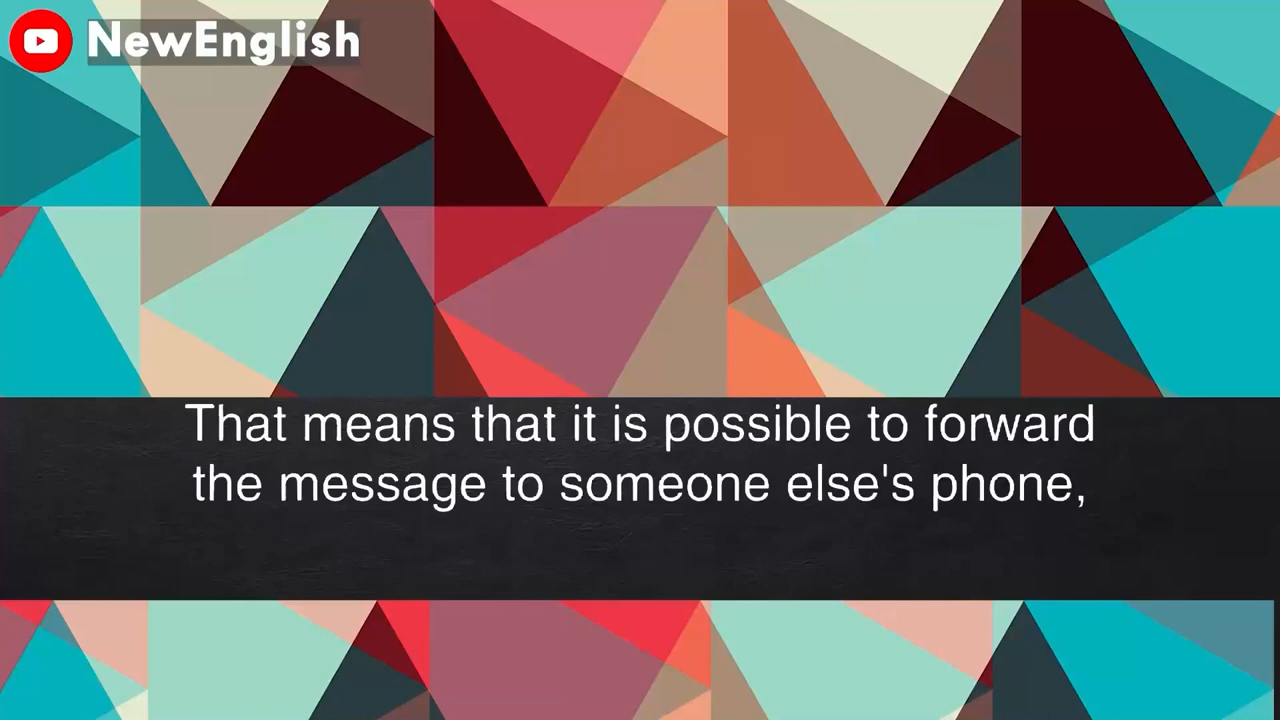 NewEnglish
That means that it is possible to forward
the message to someone else's phone,